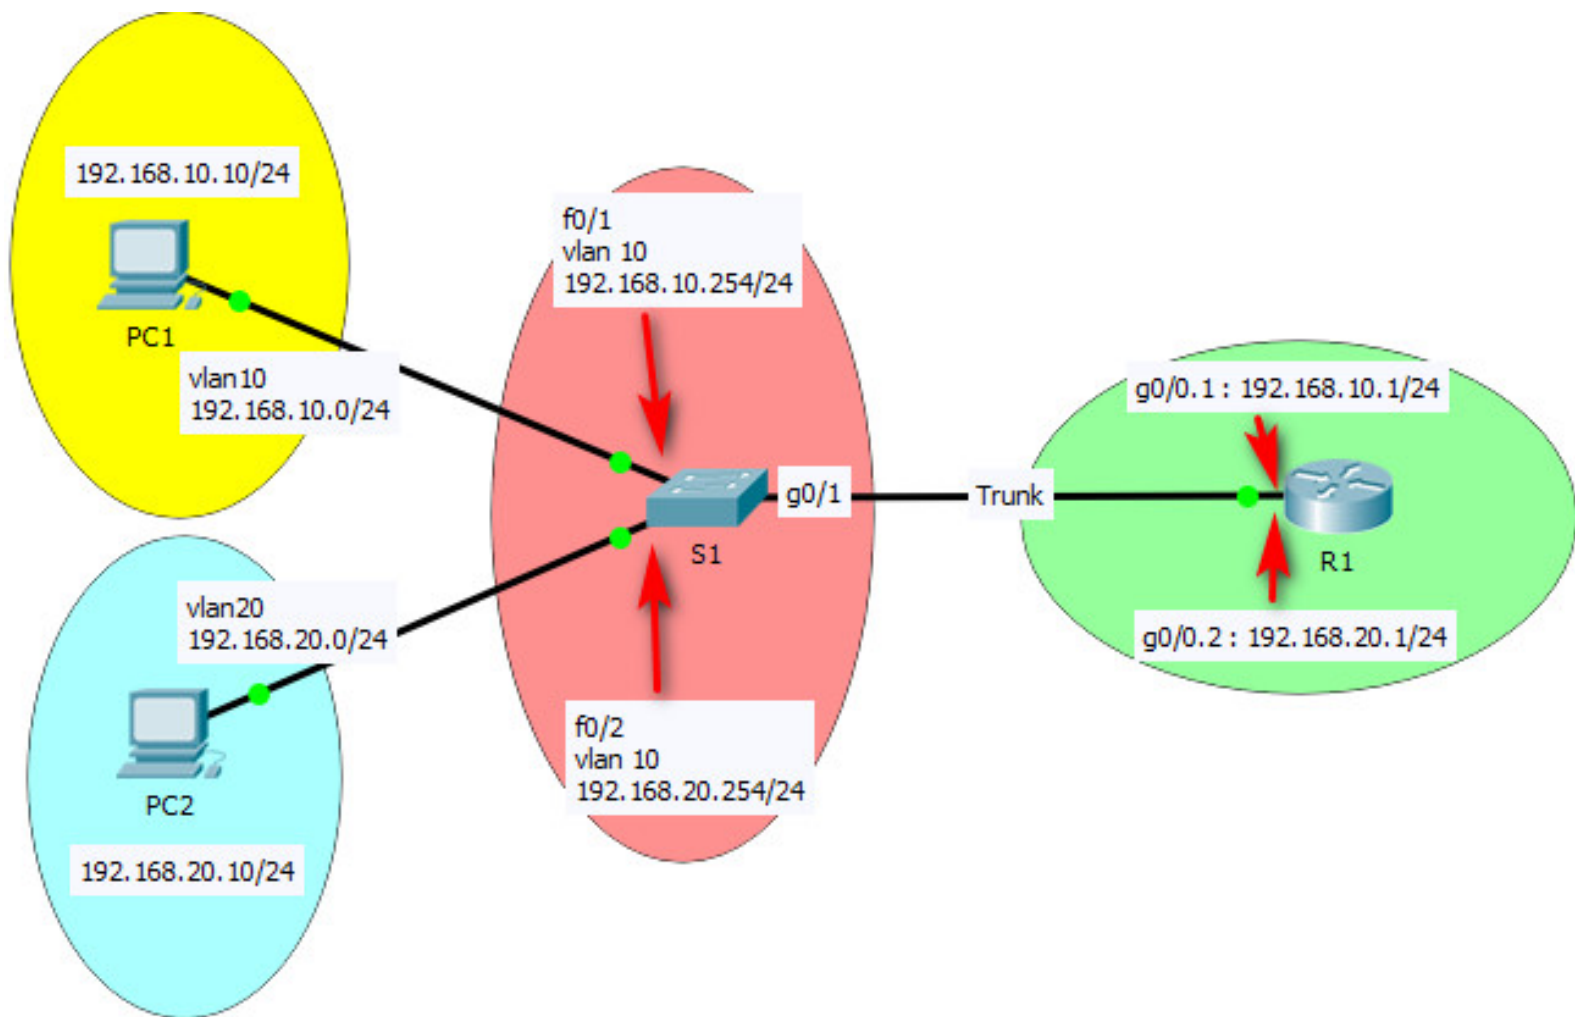 192.168.10.10/24
PC1
vlan10
192.168.10.0/24
f0/1
vlan 10
192.168.10.254/24
g0/1
Trunk
S1
g0/0.1 : 192.168.10.1/24
R1
g0/0.2 : 192.168.20.1/24
vlan20
192.168.20.0/24
PC2
192.168.20.10/24
f0/2
vlan 10
192.168.20.254/24